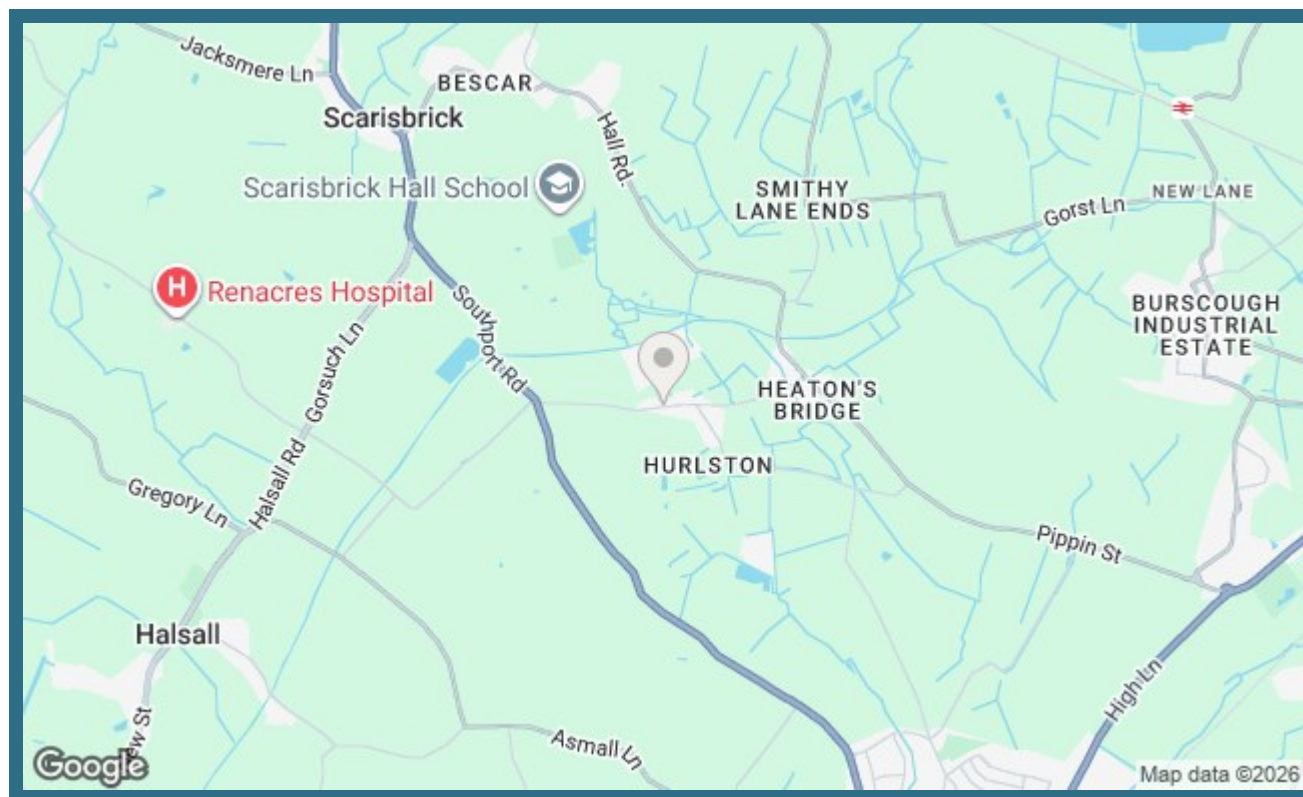 Jacksmere Ln
BESCAR
Scarisbrick
Hall Rd.
Scarisbrick Hall School
SMITHY
LANE ENDS
NEW LANE
Gorst Ln
H
Renacres Hospital
Southport Rd
BURSCOUGH
INDUSTRIAL
ESTATE
Gorsuch Ln
HEATON'S
BRIDGE
Halsall Rd
HURLSTON
Gregory Ln
Pippin St
Halsall
High Ln
Asmall Ln
ew St
Google
Map data ©2026